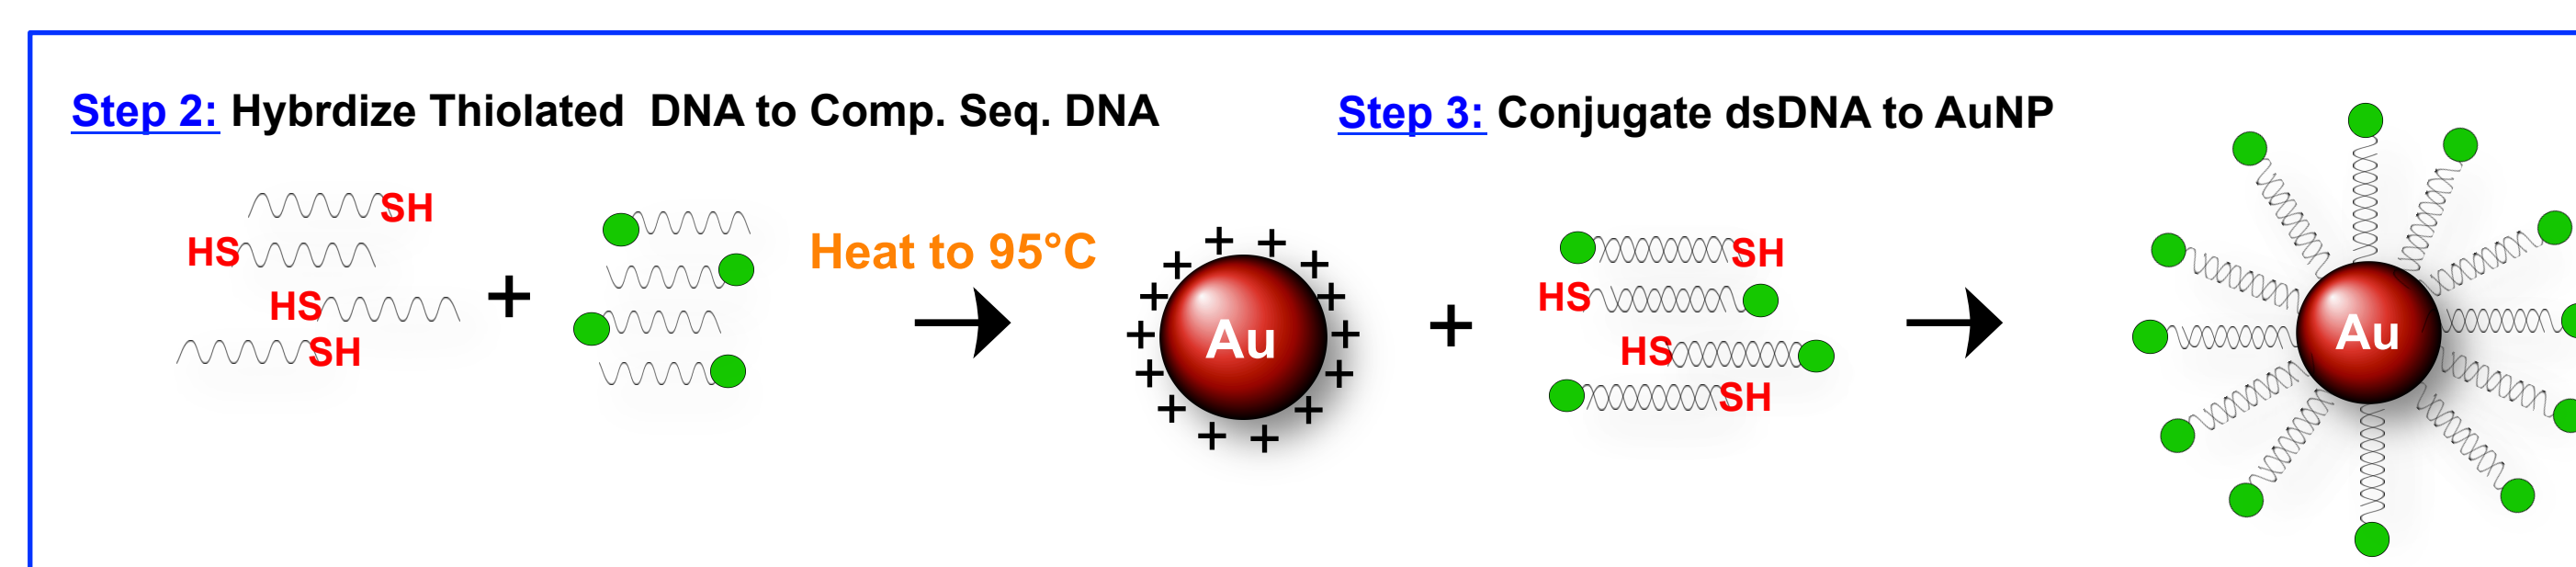 Step 2: Hybrdize Thiolated  DNA to Comp. Seq. DNA
Step 3: Conjugate dsDNA to AuNP
SH
HS
HS
SH
+
Heat to 95°C
+ + + + + + + + + + + + + +
Au
+
SH
HS
HS
SH
Au